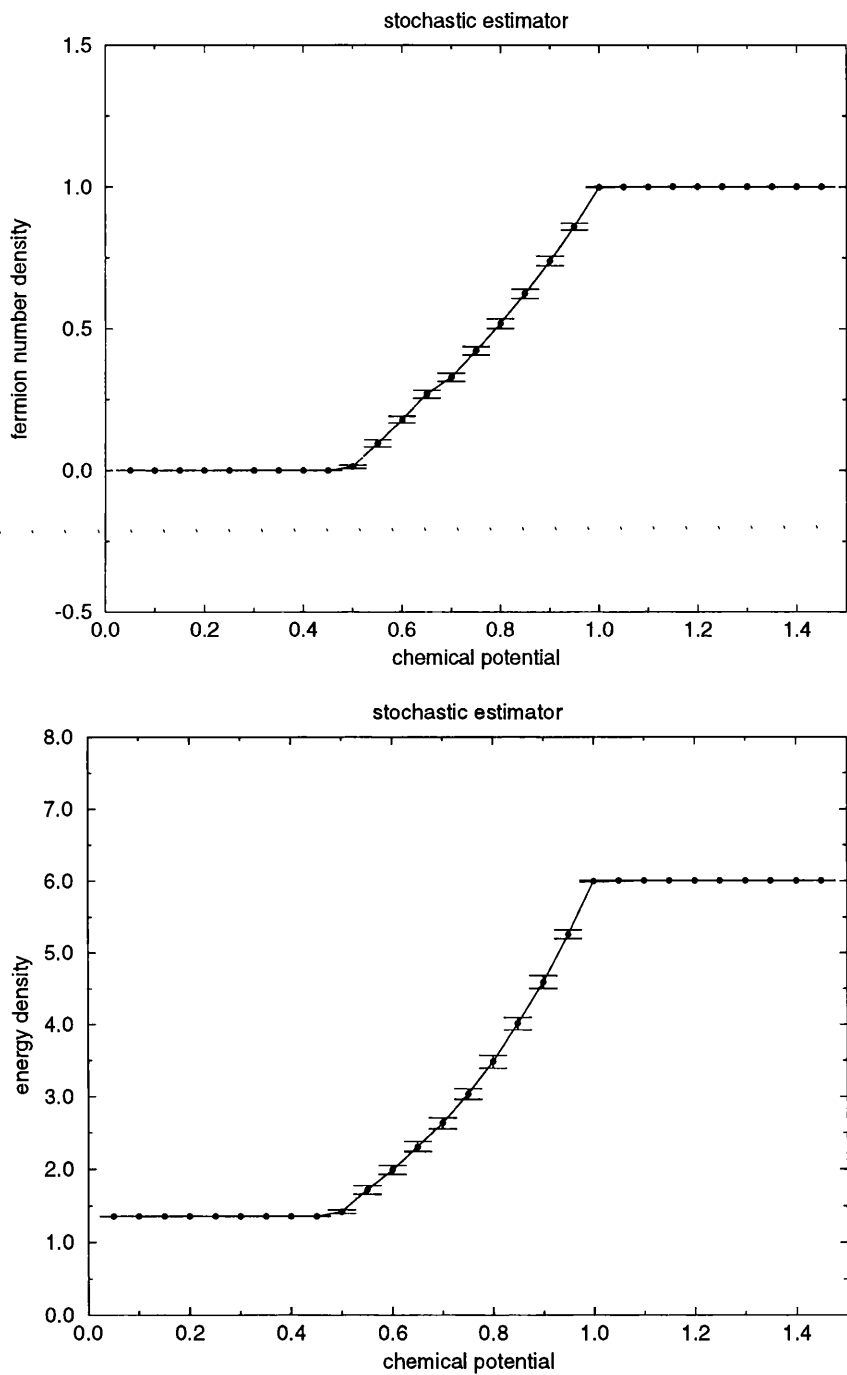 stochastic estimator
1.5
1.0
0.5
0.0
-0.5
fermion number density
0.0 0.2 0.4 0.6 0.8 1.0 1.2 1.4
chemical potential
stochastic estimator
8.0
7.0
6.0
5.0
4.0
3.0
2.0
1.0
0.0
energy density
0.0 0.2 0.4 0.6 0.8 1.0 1.2 1.4
chemical potential